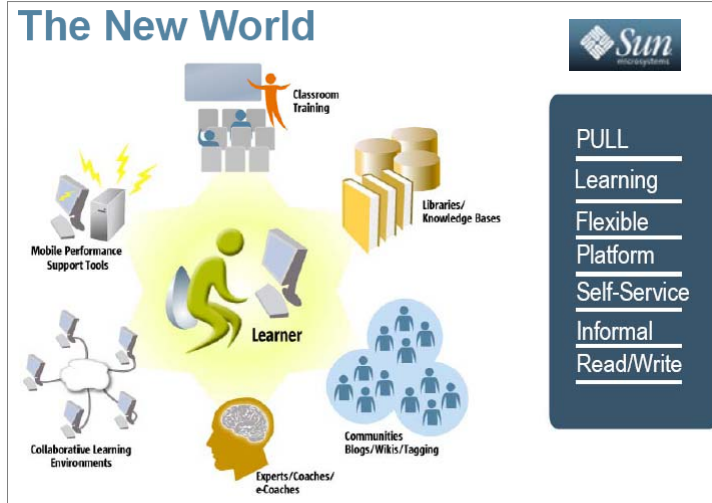 The New World
Sun
microsystems
Classroom
Training
Libraries/
Knowledge Bases
Mobile Performance
Support Tools
Learner
Collaborative Learning
Environments
Communities
Blogs/Wikis/Tagging
Experts/Coaches/
e-Coaches
PULL
Learning
Flexible
Platform
Self-Service
Informal
Read/Write